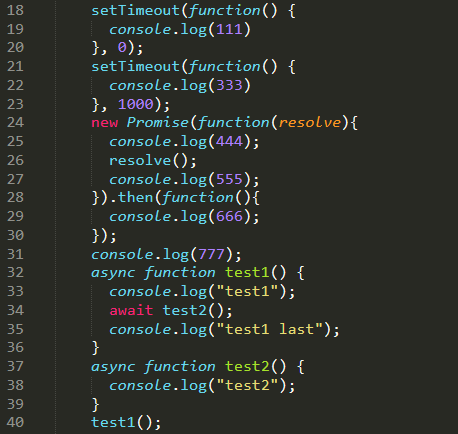 18 setTimeout(function() {
19 console.log(111)
20 }, 0);
21 setTimeout(function() {
22 console.log(333)
23 }, 1000);
24 new Promise(function(resolve){
25 console.log(444);
26 resolve();
27 console.log(555);
28 }).then(function(){
29 console.log(666);
30 });
31 console.log(777);
32 async function test1() {
33 console.log("test1");
34 await test2();
35 console.log("test1 last");
36 }
37 async function test2() {
38 console.log("test2");
39 }
40 test1();